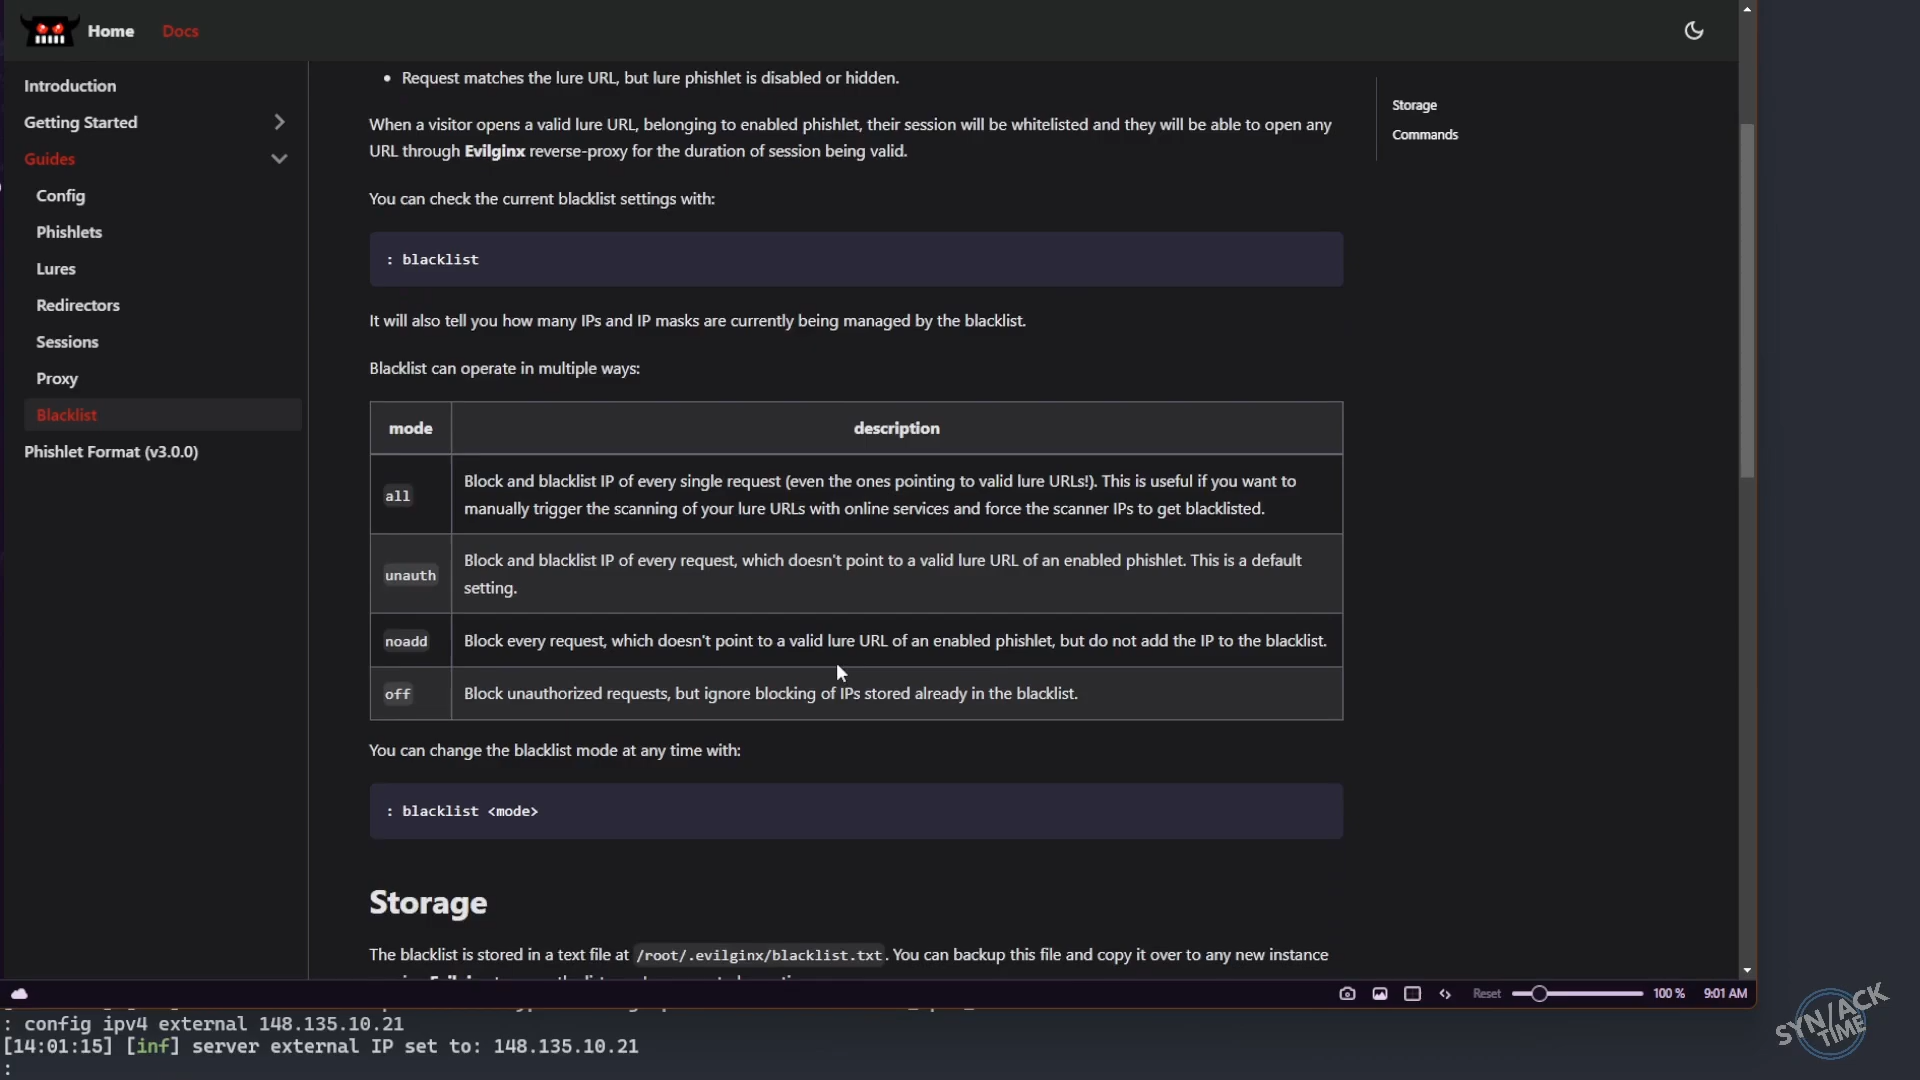 Home
Docs
Introduction
Getting Started
Guides
Config
Phishlets
Lures
Redirectors
Sessions
Proxy
Blacklist
Phishlet Format (v3.0.0)
Request matches the lure URL, but lure phishlet is disabled or hidden.
When a visitor opens a valid lure URL, belonging to enabled phishlet, their session will be whitelisted and they will be able to open any
URL through Evilginx reverse-proxy for the duration of session being valid.
You can check the current blacklist settings with:
: blacklist
It will also tell you how many IPs and IP masks are currently being managed by the blacklist.
Blacklist can operate in multiple ways:
mode description
all Block and blacklist IP of every single request (even the ones pointing to valid lure URLs!). This is useful if you want to
manually trigger the scanning of your lure URLs with online services and force the scanner IPs to get blacklisted.
unauth Block and blacklist IP of every request, which doesn't point to a valid lure URL of an enabled phishlet. This is a default
setting.
noadd Block every request, which doesn't point to a valid lure URL of an enabled phishlet, but do not add the IP to the blacklist.
off Block unauthorized requests, but ignore blocking of IPs stored already in the blacklist.
You can change the blacklist mode at any time with:
: blacklist <mode>
Storage
The blacklist is stored in a text file at /root/.evilginx/blacklist.txt. You can backup this file and copy it over to any new instance
Storage
Commands
Reset 100 % 9:01 AM
: config ipv4 external 148.135.10.21
[14:01:15] [inf] server external IP set to: 148.135.10.21
:
SYN/ACK
TIME